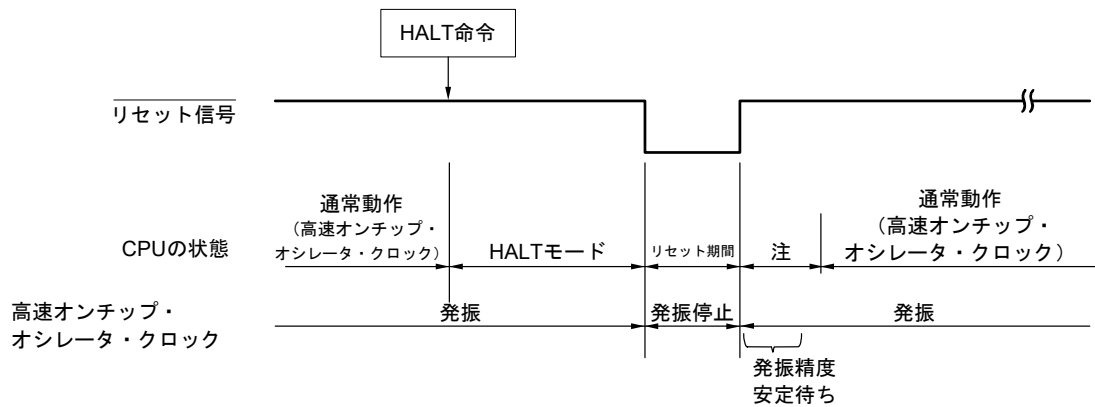 HALT命令
リセット信号
通常動作
(高速オンチップ・
オシレータ・クロック)
CPUの状態
HALTモード
リセット期間
注
通常動作
(高速オンチップ・
オシレータ・クロック)
高速オンチップ・
オシレータ・クロック
発振
発振停止
発振
発振精度
安定待ち